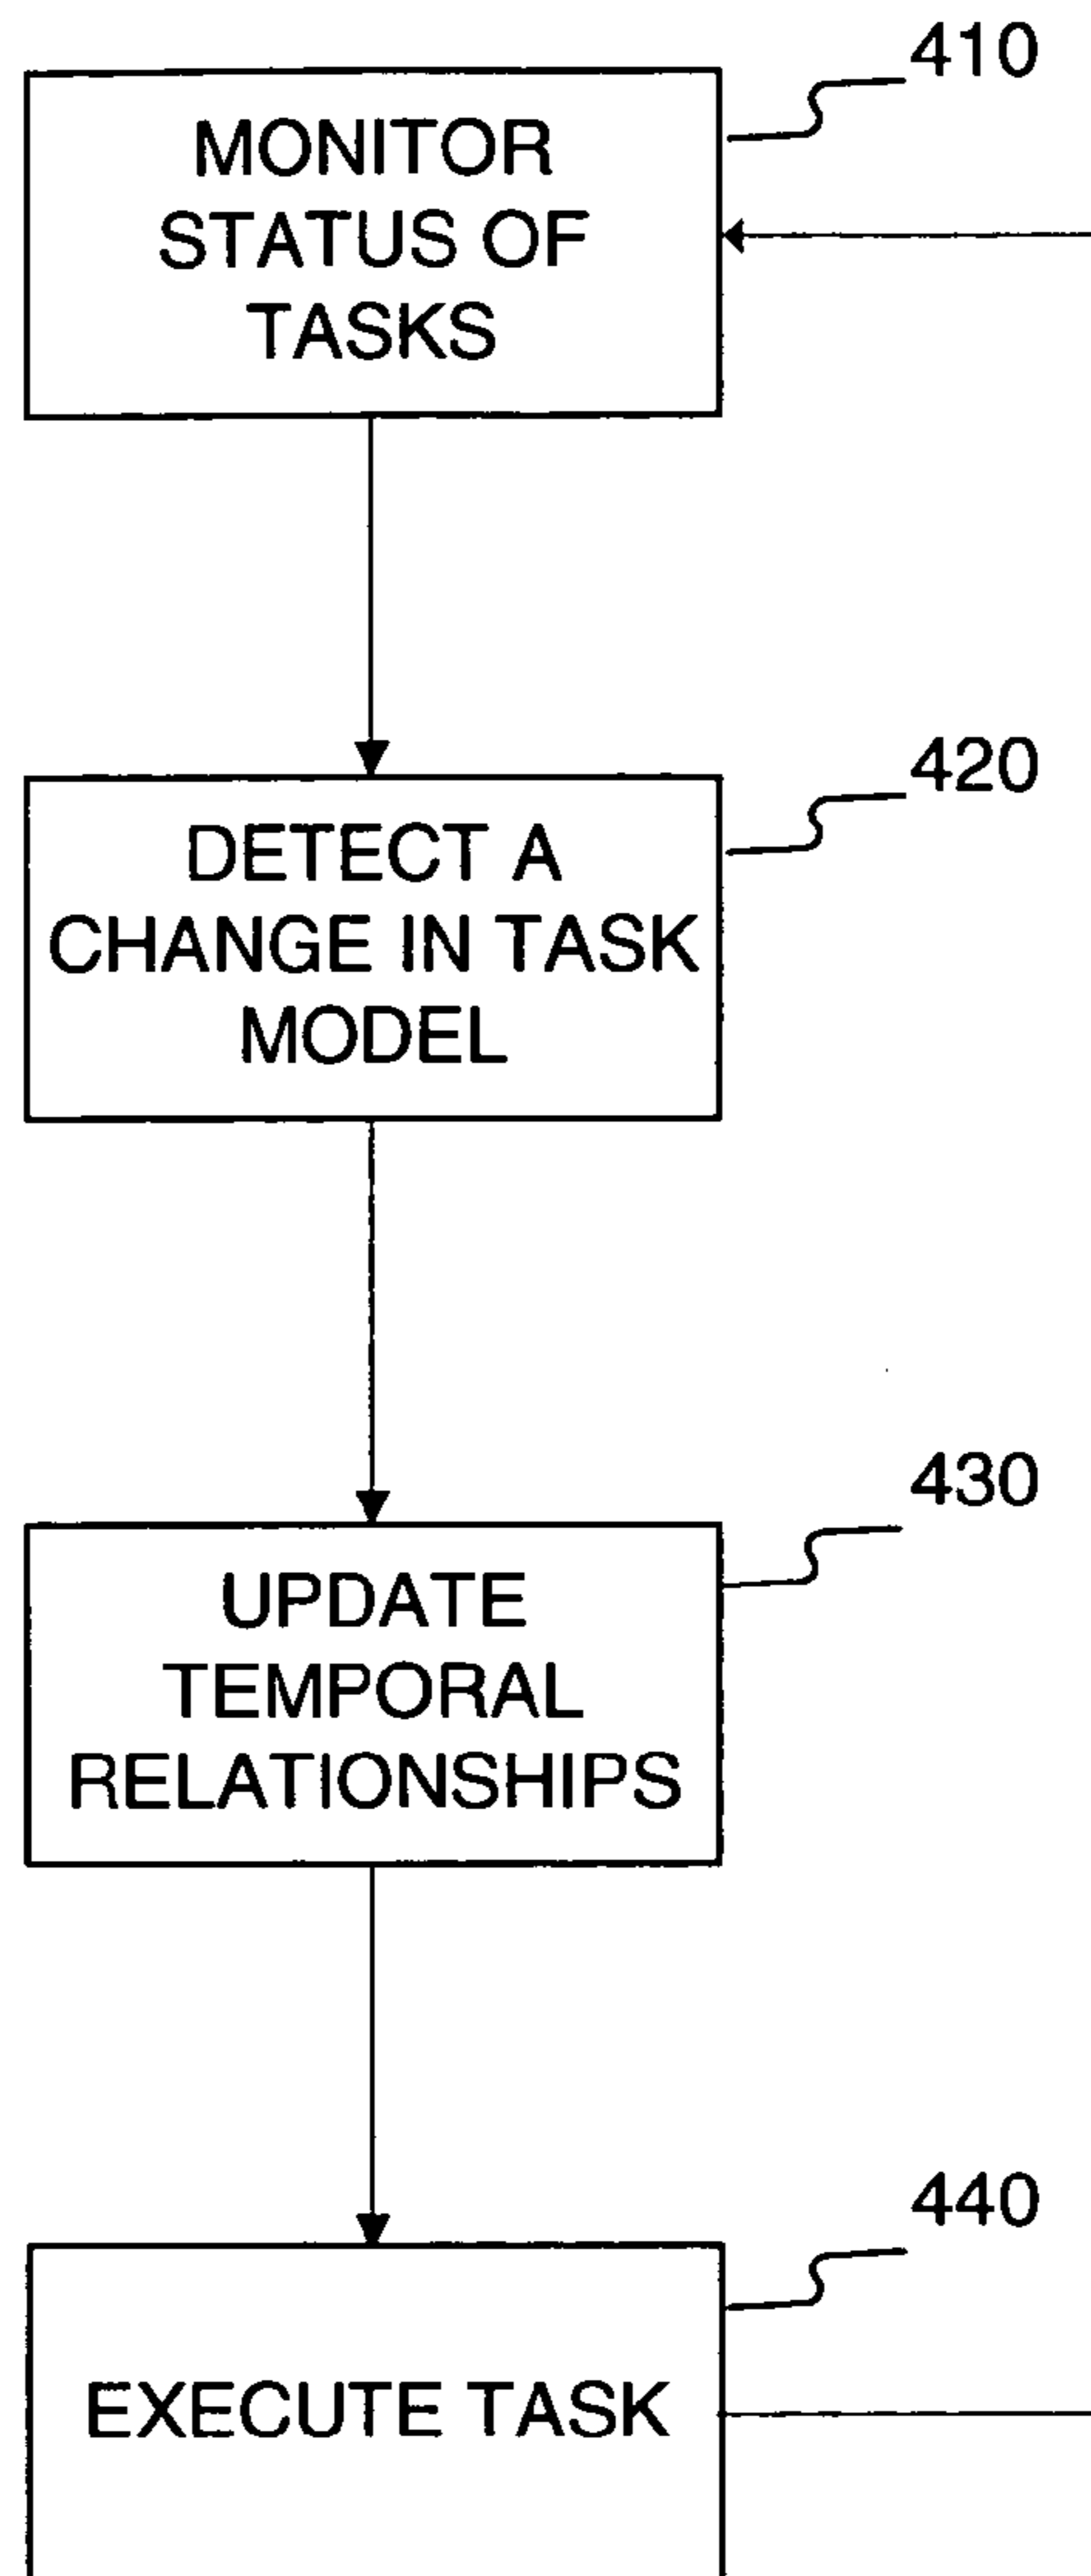 410
MONITOR
STATUS OF
TASKS
420
DETECT A
CHANGE IN TASK
MODEL
430
UPDATE
TEMPORAL
RELATIONSHIPS
440
EXECUTE TASK